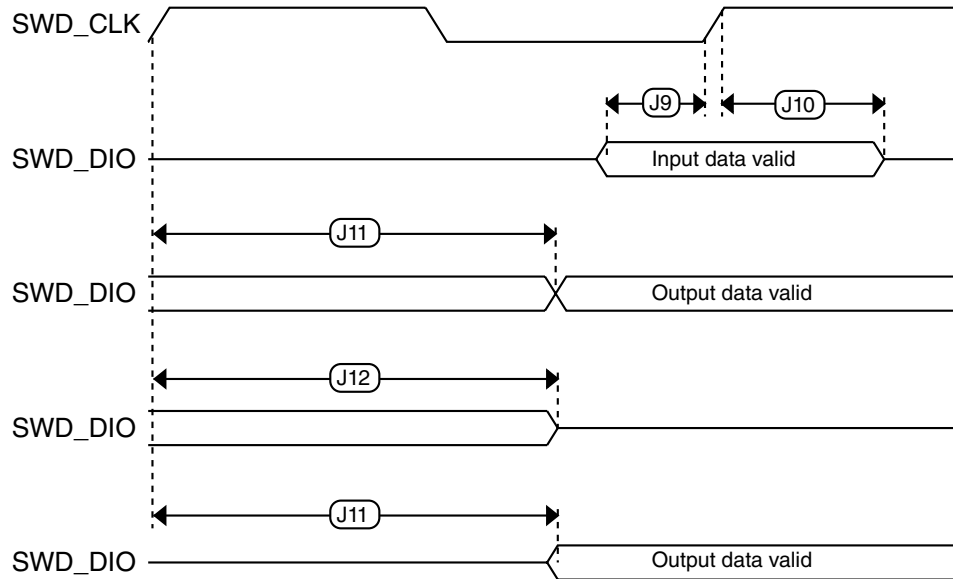 SWD_CLK
J9
J10
SWD_DIO
Input data valid
J11
SWD_DIO
Output data valid
J12
SWD_DIO
J11
SWD_DIO
Output data valid